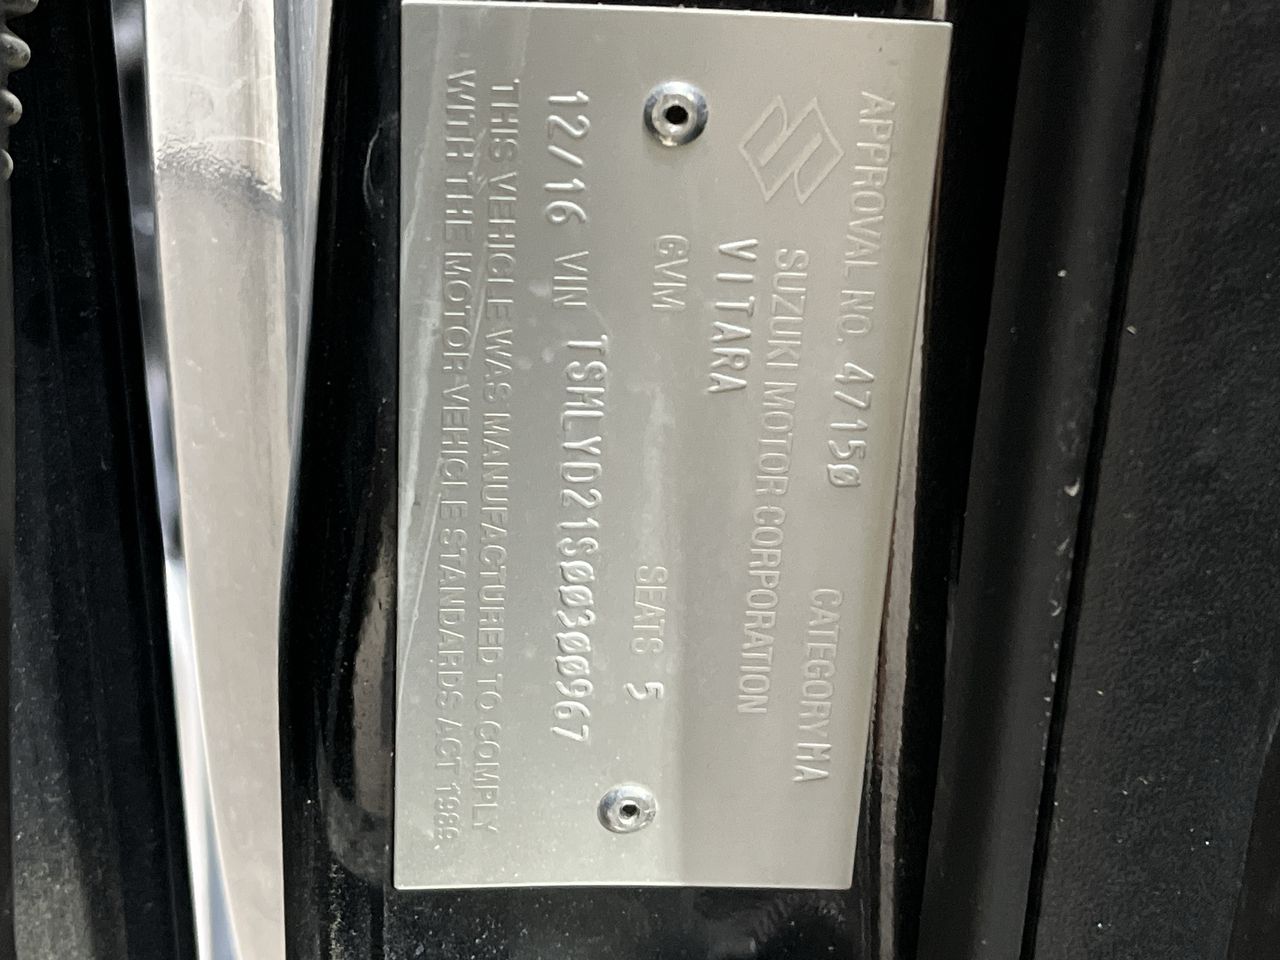 APPROVAL NO. 47150 CATEGORY MA
SUZUKI MOTOR CORPORATION
VITARA
GVM SEATS 5
12/16 VIN TSMLYD21S00300967
THIS VEHICLE WAS MANUFACTURED TO COMPLY
WITH THE MOTOR VEHICLE STANDARDS ACT 1989